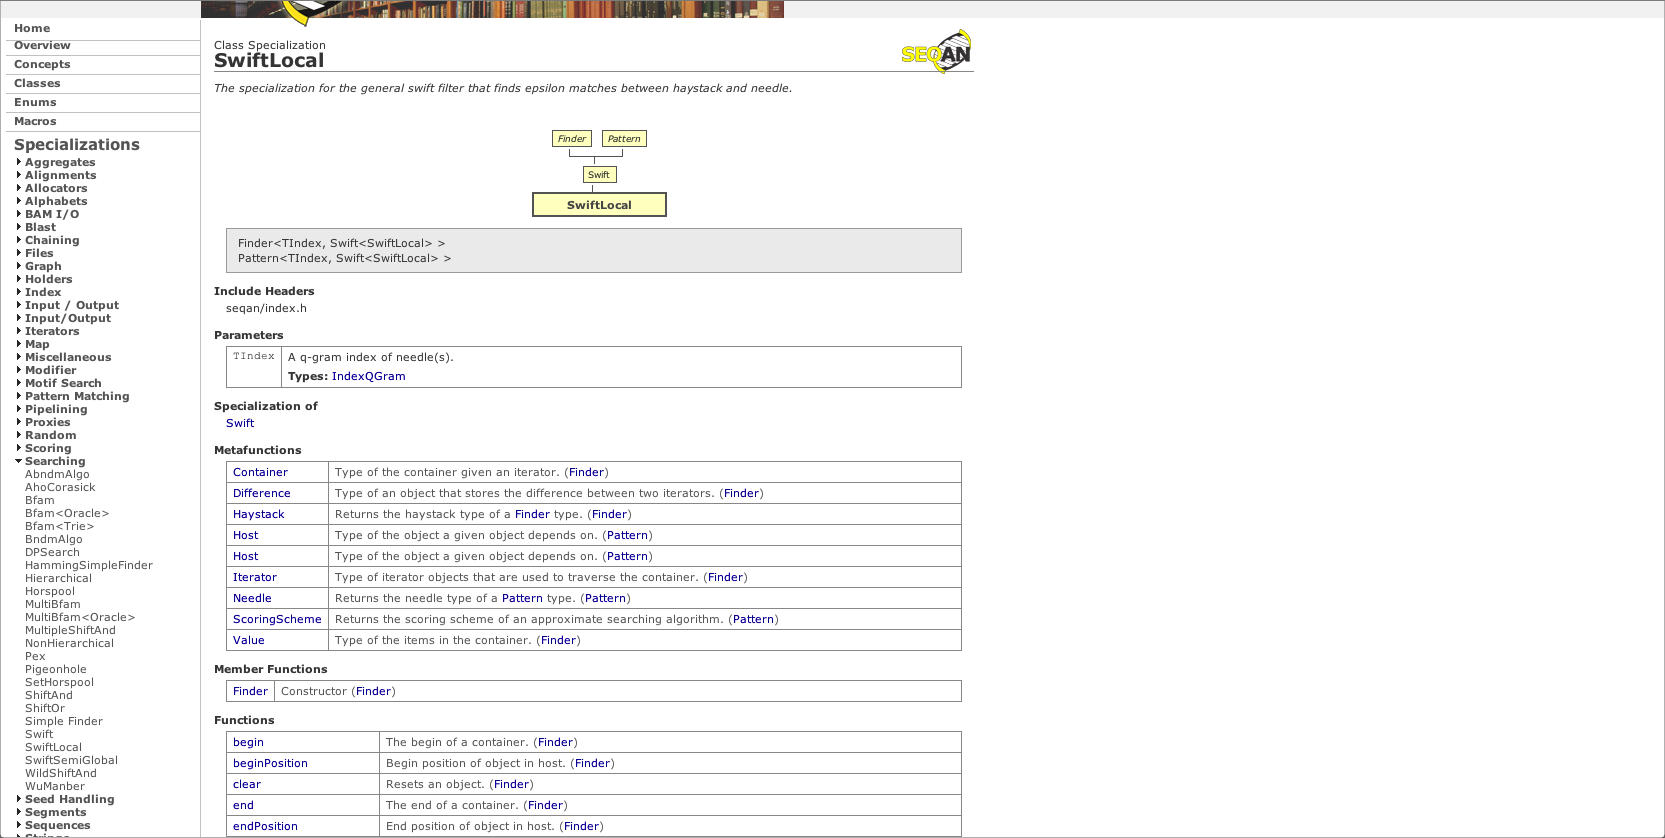 Home
Overview
Concepts
Classes
Enums
Macros
Specializations
Aggregates
Alignments
Allocators
Alphabets
BAM I/O
Blast
Chaining
Files
Graph
Holders
Index
Input / Output
Input/Output
Iterators
Map
Miscellaneous
Modifier
Motif Search
Pattern Matching
Pipelining
Proxies
Random
Scoring
Searching
AbndmAlgo
AhoCorasick
Bfam
Bfam<Oracle>
Bfam<Trie>
BndmAlgo
DPSearch
HammingSimpleFinder
Hierarchical
Horspool
MultiBfam
MultiBfam<Oracle>
MultipleShiftAnd
NonHierarchical
Pex
Pigeonhole
SetHorspool
ShiftAnd
ShiftOr
Simple Finder
Swift
SwiftLocal
SwiftSemiGlobal
WildShiftAnd
WuManber
Seed Handling
Segments
Sequences
Strings
Class Specialization
SwiftLocal
SEQAN
The specialization for the general swift filter that finds epsilon matches between haystack and needle.
Finder Pattern
Swift
SwiftLocal
Finder<TIndex, Swift<SwiftLocal> >
Pattern<TIndex, Swift<SwiftLocal> >
Include Headers
seqan/index.h
Parameters
TIndex A q-gram index of needle(s).
Types: IndexQGram
Specialization of
Swift
Metafunctions
Container Type of the container given an iterator. (Finder)
Difference Type of an object that stores the difference between two iterators. (Finder)
Haystack Returns the haystack type of a Finder type. (Finder)
Host Type of the object a given object depends on. (Pattern)
Host Type of the object a given object depends on. (Pattern)
Iterator Type of iterator objects that are used to traverse the container. (Finder)
Needle Returns the needle type of a Pattern type. (Pattern)
ScoringScheme Returns the scoring scheme of an approximate searching algorithm. (Pattern)
Value Type of the items in the container. (Finder)
Member Functions
Finder Constructor (Finder)
Functions
begin The begin of a container. (Finder)
beginPosition Begin position of object in host. (Finder)
clear Resets an object. (Finder)
end The end of a container. (Finder)
endPosition End position of object in host. (Finder)